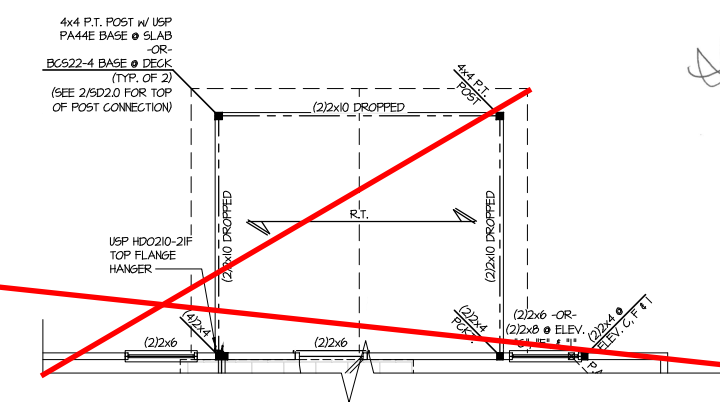 4x4 P.T. POST W/ USP
PA44E BASE @ SLAB
-OR-
BCS22-4 BASE @ DECK
(TYP. OF 2)
(SEE 2/SD2.0 FOR TOP
OF POST CONNECTION)
4x4 P.T.
POST
(2)2x10 DROPPED
(2)2x10 DROPPED
(2)2x10 DROPPED
R.T.
USP HDO210-2IF
TOP FLANGE
HANGER
(4)2x4
(2)2x6
(2)2x6
(2)2x4
PCK
(2)2x6 -OR-
(2)2x8 @ ELEV.
"F" & "I"
(2)2x4 @
ELEV. C, F & I
P.A